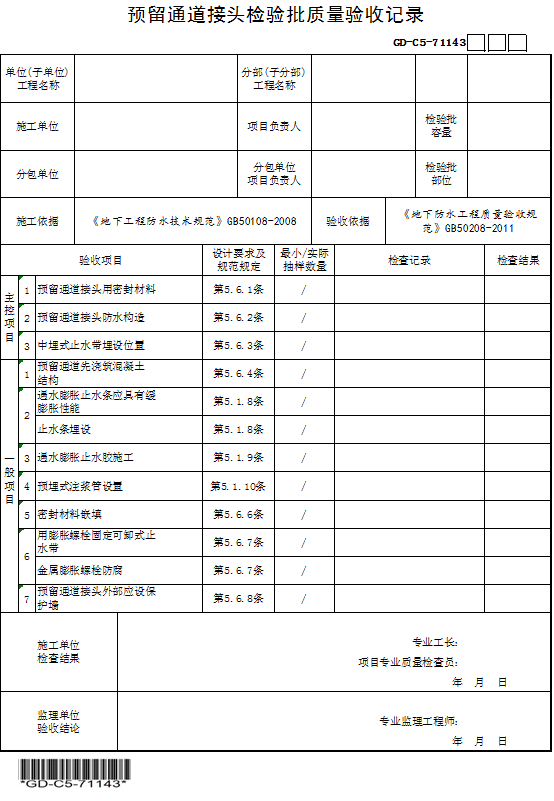 预留通道接头检验批质量验收记录
GD-C5-71143
单位(子单位)
工程名称
分部(子分部)
工程名称
施工单位
项目负责人
检验批
容量
分包单位
分包单位
项目负责人
检验批
部位
施工依据
《地下工程防水技术规范》GB50108-2008
验收依据
《地下防水工程质量验收规
范》GB50208-2011
验收项目
设计要求及
规范规定
最小/实际
抽样数量
检查记录
检查结果
主控项目
1 预留通道接头用密封材料 第5.6.1条 /
2 预留通道接头防水构造 第5.6.2条 /
3 中埋式止水带埋设位置 第5.6.3条 /
一般项目
1 预留通道先浇筑混凝土
结构 第5.6.4条 /
2 遇水膨胀止水条应具有缓
膨胀性能 第5.1.8条 /
止水条埋设 第5.1.8条 /
3 遇水膨胀止水胶施工 第5.1.9条 /
4 预埋式注浆管设置 第5.1.10条 /
5 密封材料嵌填 第5.6.6条 /
6 用膨胀螺栓固定可卸式止
水带 第5.6.7条 /
金属膨胀螺栓防腐 第5.6.7条 /
7 预留通道接头外部应设保
护墙 第5.6.8条 /
施工单位
检查结果
专业工长：
项目专业质量检查员：
年 月 日
监理单位
验收结论
专业监理工程师：
年 月 日
*GD-C5-71143*